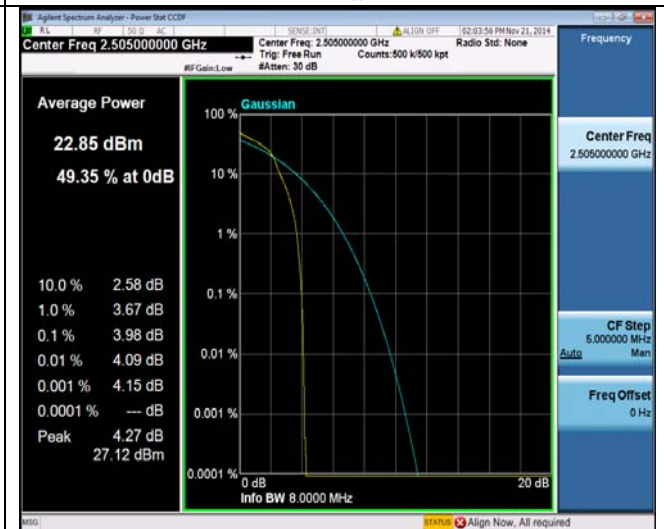 Agilent Spectrum Analyzer - Power Stat CCDF
RL RF 50 Ω AC SENSE:INT ALIGN OFF 02:03:56 PM Nov 21, 2014
Center Freq 2.505000000 GHz
Center Freq: 2.505000000 GHz Radio Std: None
Trig: Free Run Counts:500 k/500 kpt
#IFGain:Low #Atten: 30 dB
Frequency
Average Power
22.85 dBm
49.35 % at 0dB
10.0 % 2.58 dB
1.0 % 3.67 dB
0.1 % 3.98 dB
0.01 % 4.09 dB
0.001 % 4.15 dB
0.0001 % --- dB
Peak 4.27 dB
27.12 dBm
Gaussian
100 %
10 %
1 %
0.1 %
0.01 %
0.001 %
0.0001 %
0 dB 20 dB
Info BW 8.0000 MHz
Center Freq
2.505000000 GHz
CF Step
5.000000 MHz
Auto Man
Freq Offset
0 Hz
MSG STATUS Align Now, All required